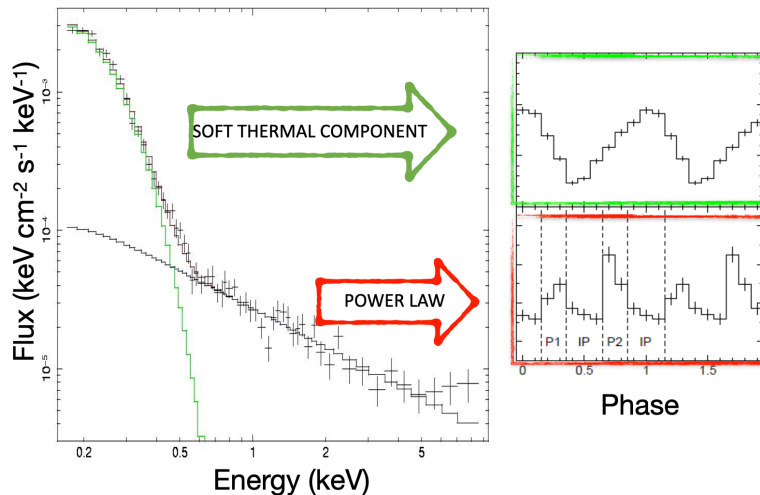 10⁻³
10⁻⁴
10⁻⁵
Flux (keV cm⁻² s⁻¹ keV⁻¹)
0.2 0.5 1 2 5
Energy (keV)
SOFT THERMAL COMPONENT
POWER LAW
P1 IP P2 IP
0 0.5 1 1.5
Phase